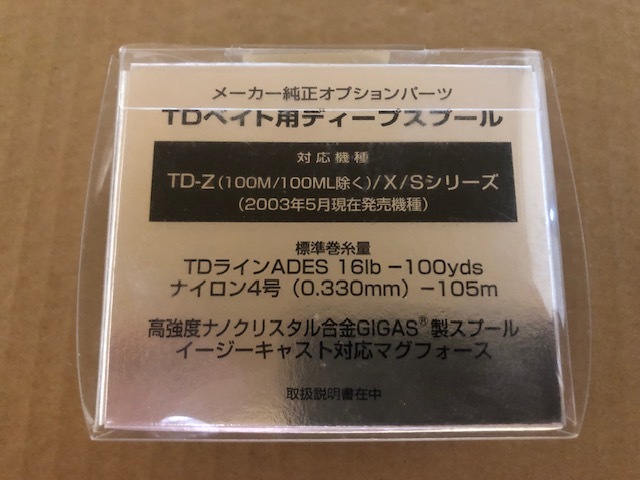 メーカー純正オプションパーツ
TDベイト用ディープスプール
対応機種
TD-Z(100M/100ML除く)/X/Sシリーズ
(2003年5月現在発売機種)
標準巻糸量
TDラインADES 16lb −100yds
ナイロン4号(0.330mm)−105m
高強度ナノクリスタル合金GIGAS®製スプール
イージーキャスト対応マグフォース
取扱説明書在中